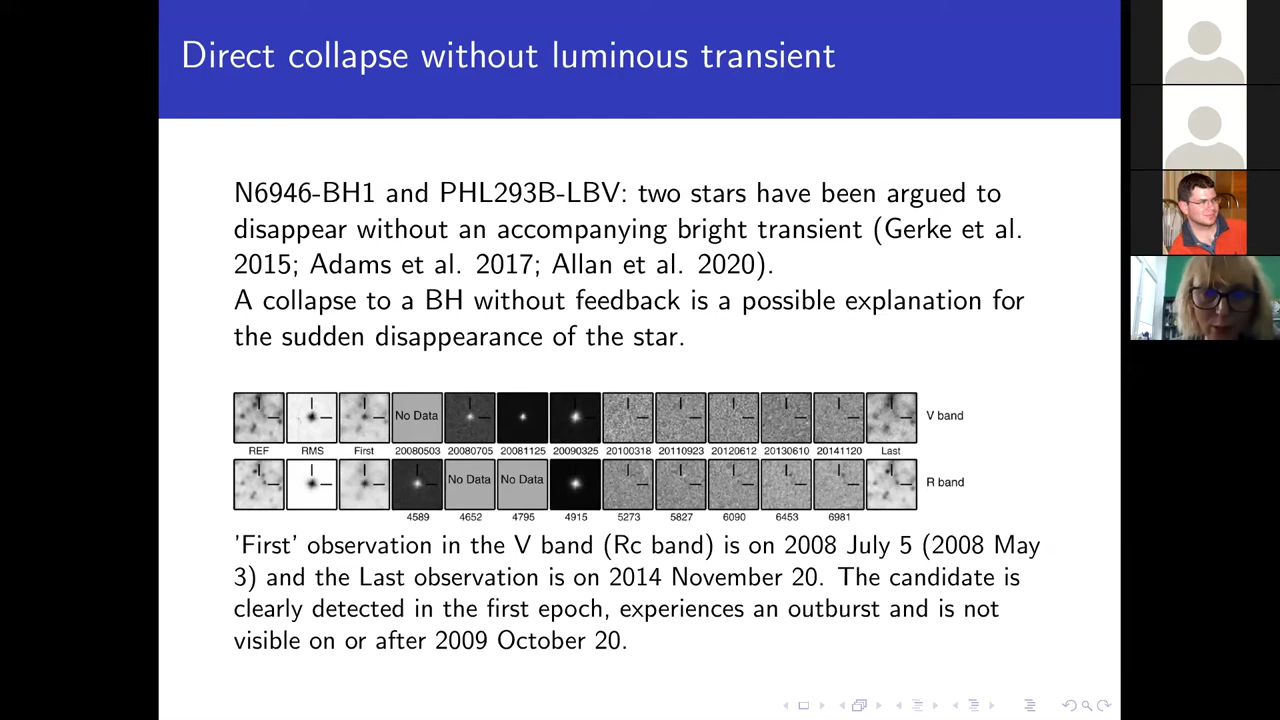 Direct collapse without luminous transient
N6946-BH1 and PHL293B-LBV: two stars have been argued to
disappear without an accompanying bright transient (Gerke et al.
2015; Adams et al. 2017; Allan et al. 2020).
A collapse to a BH without feedback is a possible explanation for
the sudden disappearance of the star.
No Data V band
REF RMS First 20080503 20080705 20081125 20090325 20100318 20110923 20120612 20130610 20141120 Last
No Data No Data R band
4589 4652 4795 4915 5273 5827 6090 6453 6981
'First' observation in the V band (Rc band) is on 2008 July 5 (2008 May
3) and the Last observation is on 2014 November 20. The candidate is
clearly detected in the first epoch, experiences an outburst and is not
visible on or after 2009 October 20.